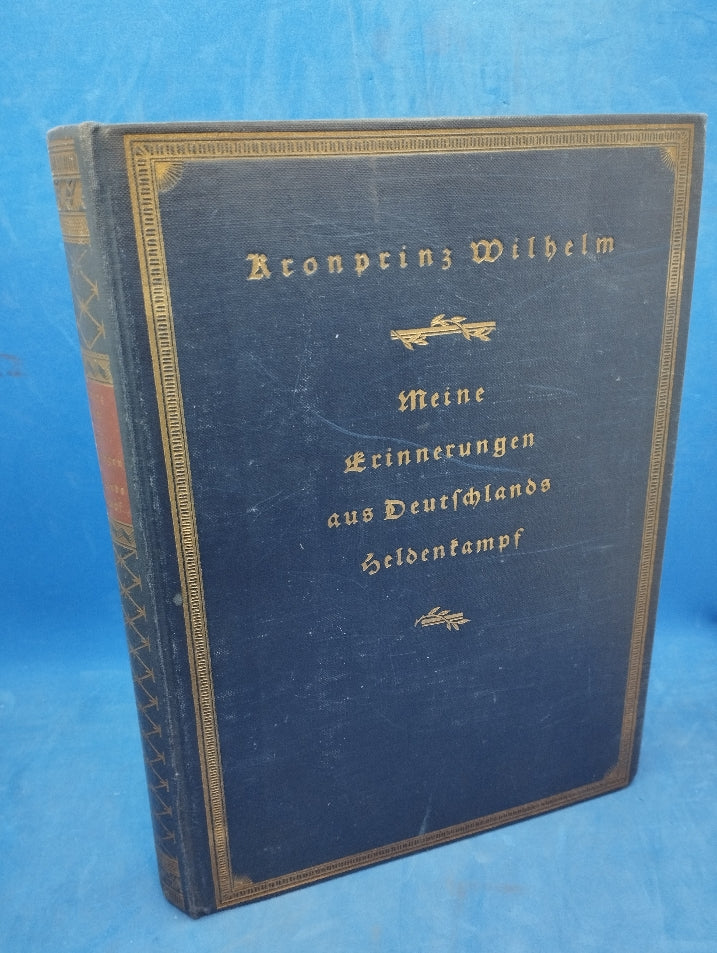 Kronprinz Wilhelm
Meine
Erinnerungen
aus Deutſchlands
Heldenkampf